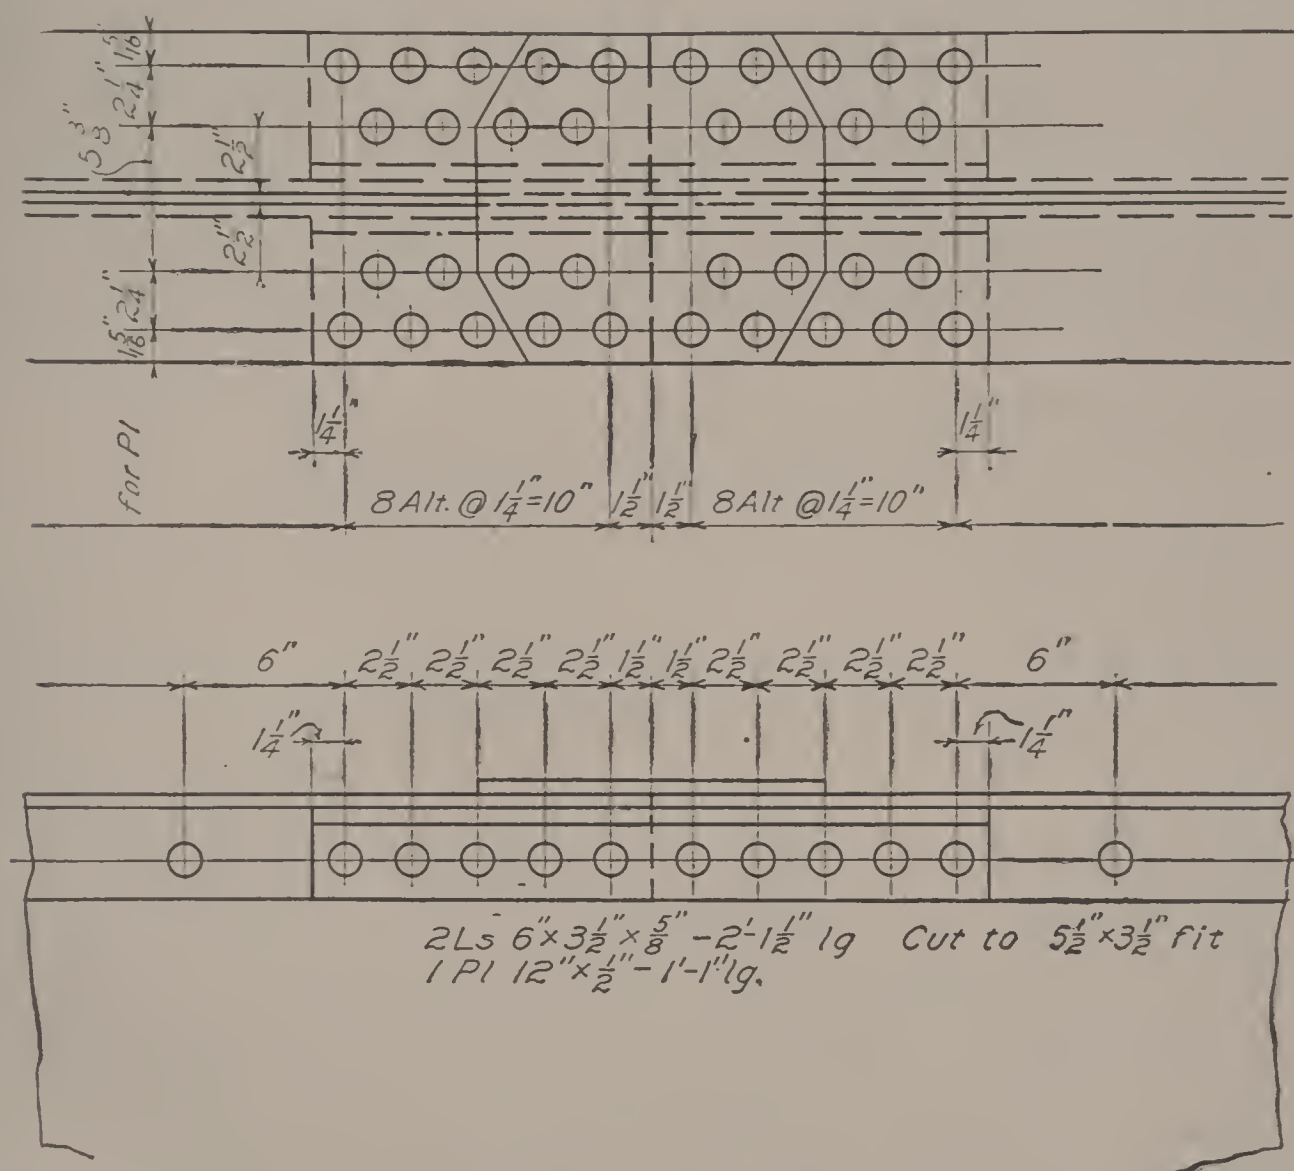 1 5/16"
2 1/4"
(5 3/8"
2 1/2"
2 1/2"
2 1/4"
1 5/16"
for Pl
1 1/4"
1 1/4"
8 Alt. @ 1 1/4"=10" 1 1/2" 1 1/2" 8 Alt @ 1 1/4"=10"
6" 2 1/2" 2 1/2" 2 1/2" 2 1/2" 1 1/2" 1 1/2" 2 1/2" 2 1/2" 2 1/2" 2 1/2" 6"
1 1/4" 1 1/4"
2 Ls 6"×3 1/2"×5/8"-2'-1 1/2" lg Cut to 5 1/2"×3 1/2" fit
1 Pl 12"×1/2"-1'-1" lg.